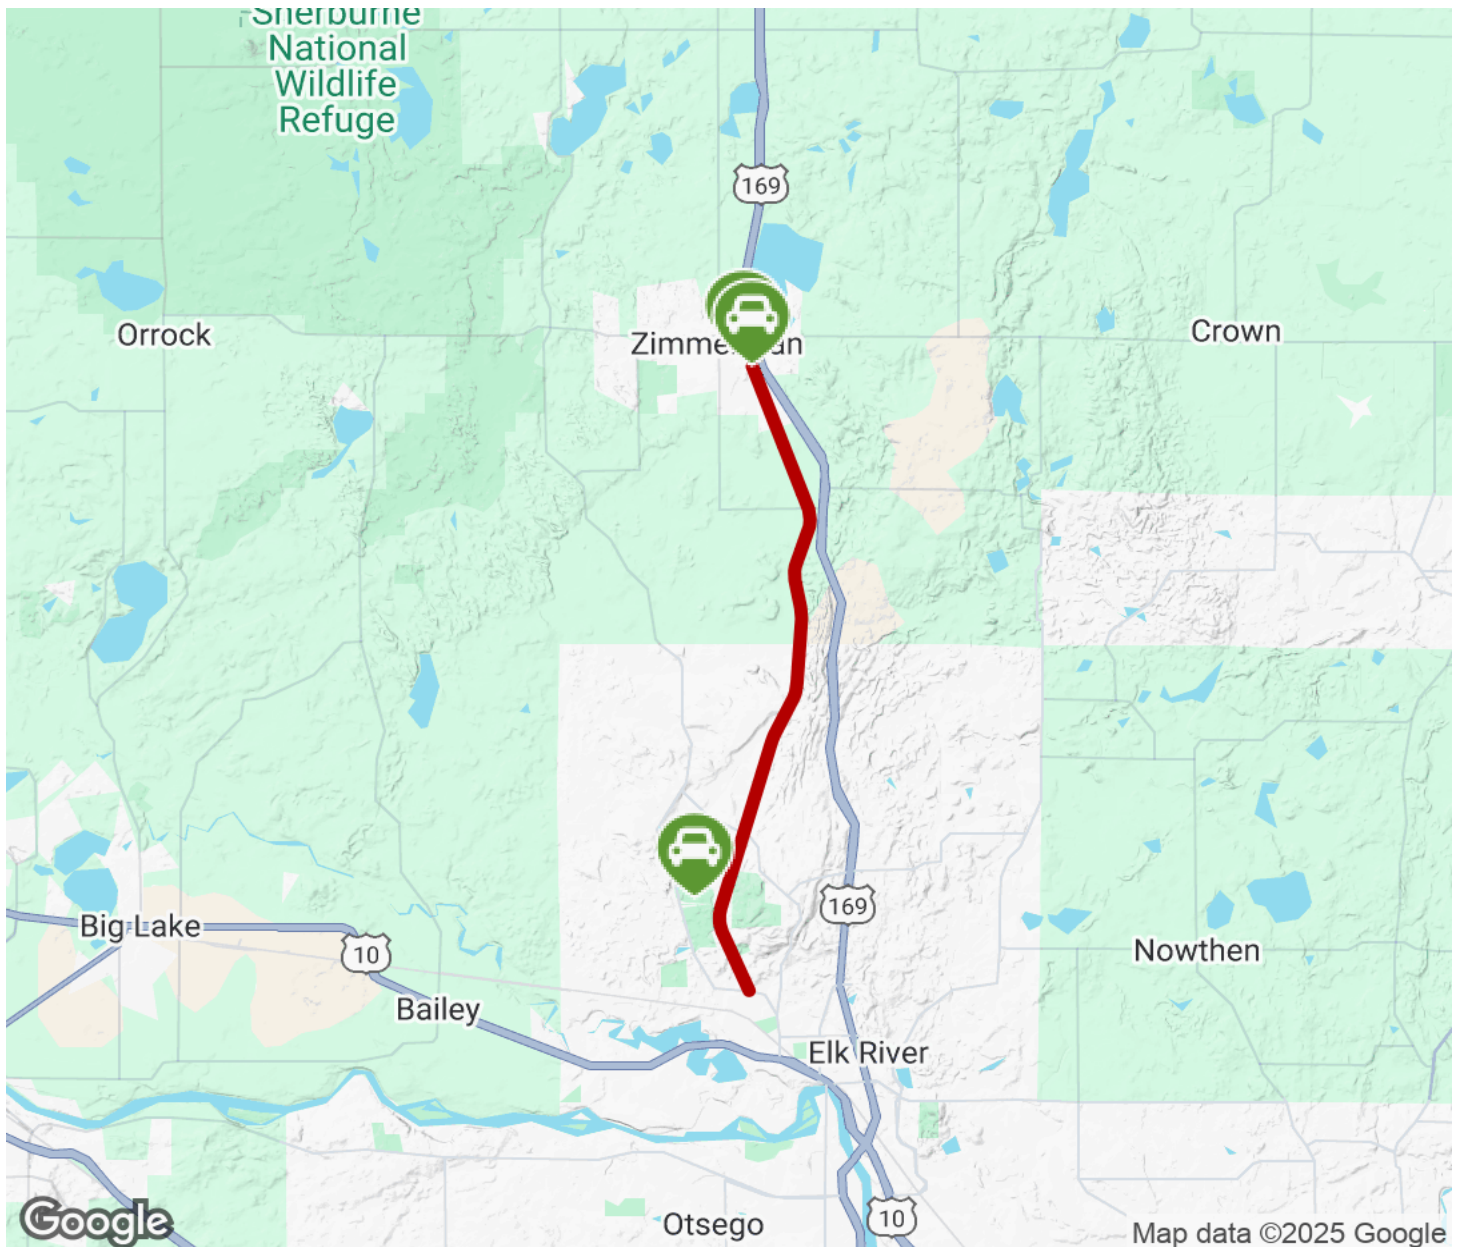 Sherburne
National
Wildlife
Refuge
169
Orrock
Crown
Big Lake
10
169
Nowthen
Bailey
Elk River
Otsego
10
Google
Map data ©2025 Google